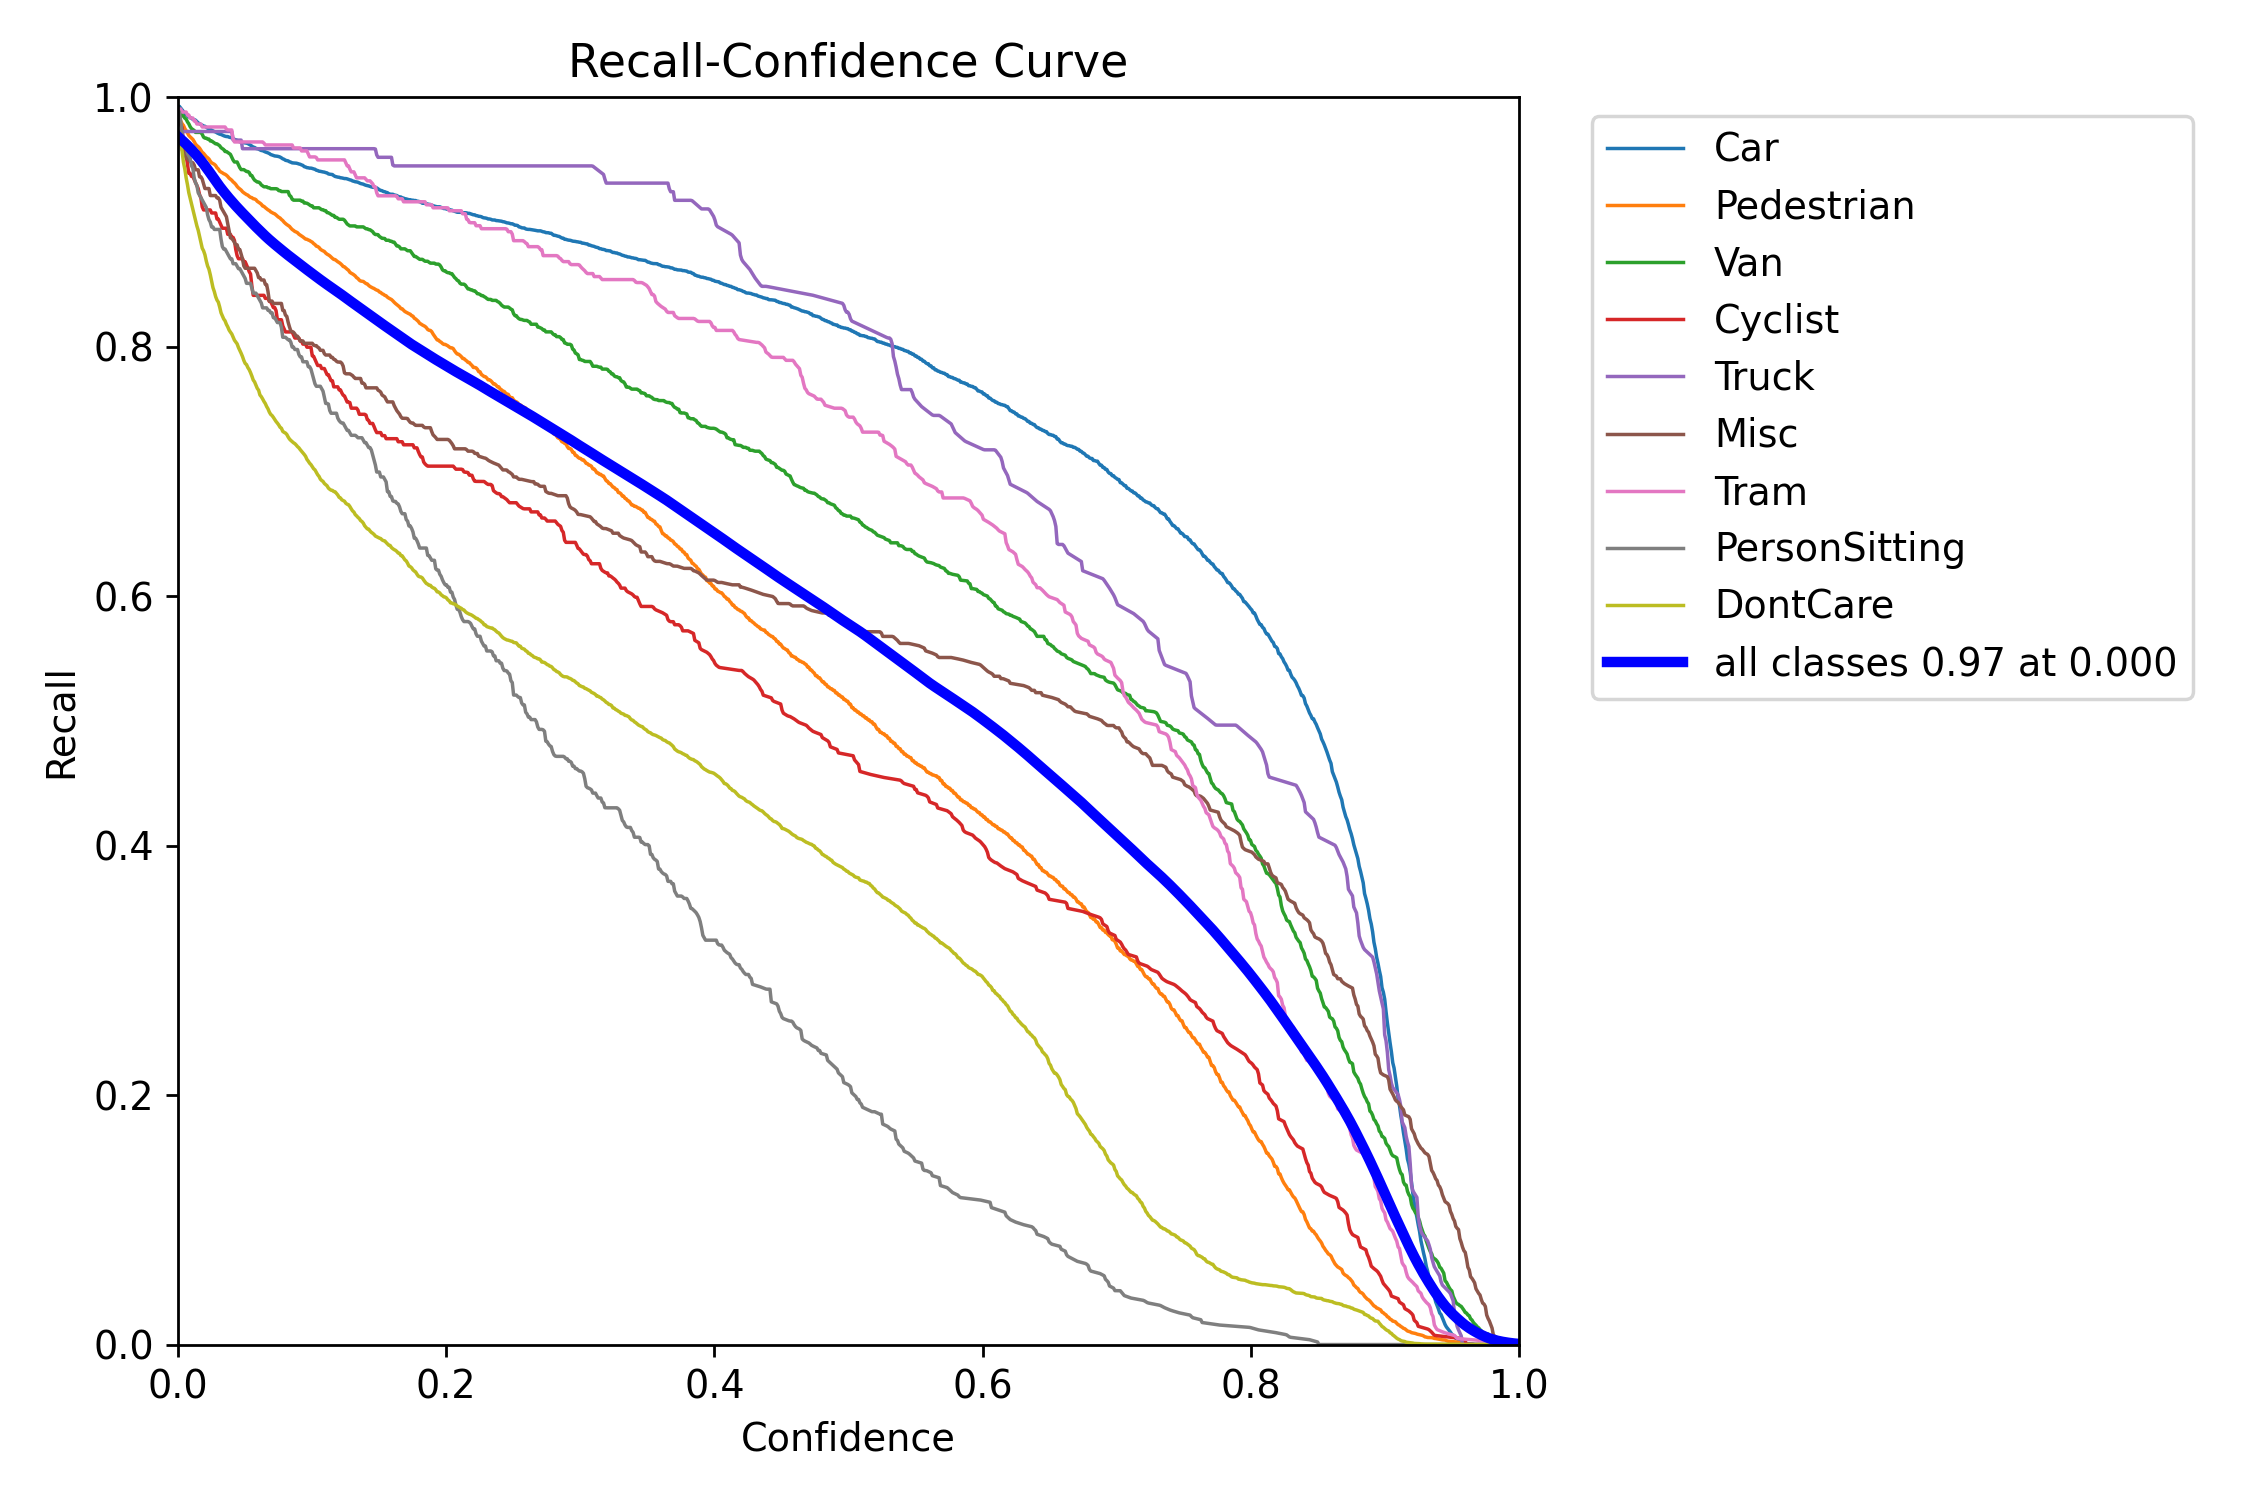 Recall-Confidence Curve
1.0
0.8
0.6
0.4
0.2
0.0
Recall
0.0 0.2 0.4 0.6 0.8 1.0
Confidence
Car
Pedestrian
Van
Cyclist
Truck
Misc
Tram
PersonSitting
DontCare
all classes 0.97 at 0.000